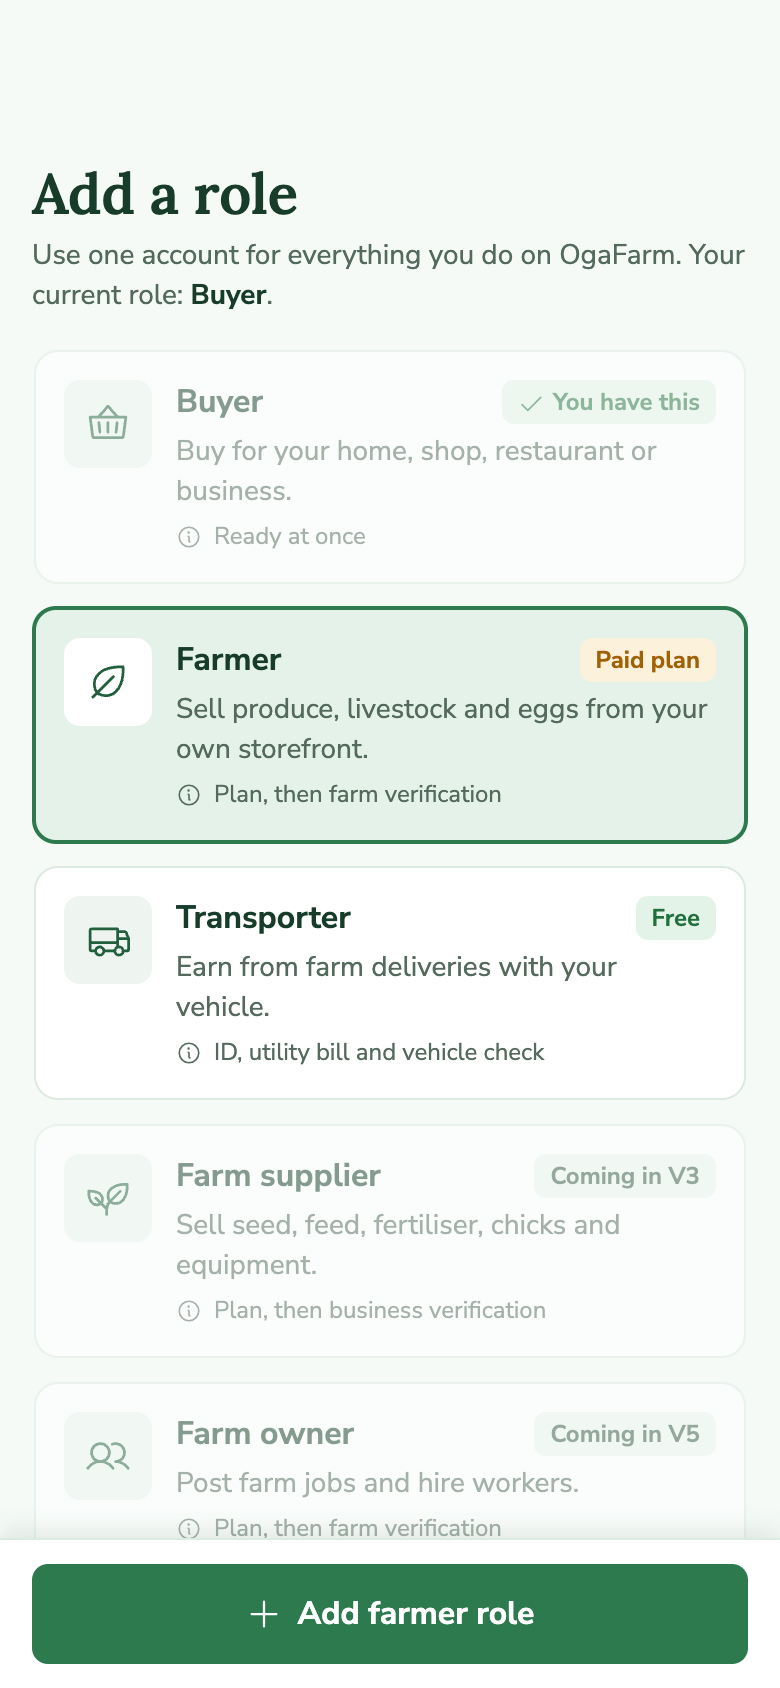 Add a role
Use one account for everything you do on OgaFarm. Your
current role: Buyer.
Buyer
You have this
Buy for your home, shop, restaurant or
business.
Ready at once
Farmer
Paid plan
Sell produce, livestock and eggs from your
own storefront.
Plan, then farm verification
Transporter
Free
Earn from farm deliveries with your
vehicle.
ID, utility bill and vehicle check
Farm supplier
Coming in V3
Sell seed, feed, fertiliser, chicks and
equipment.
Plan, then business verification
Farm owner
Coming in V5
Post farm jobs and hire workers.
Plan, then farm verification
Add farmer role